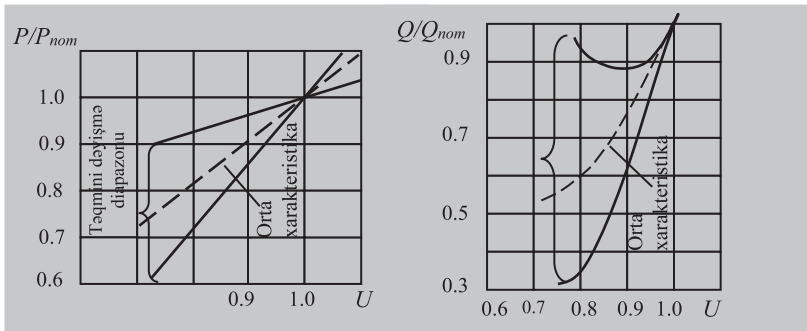 P/Pnom
1.0
0.9
0.8
0.7
0.6
Təqmini dəyişmə
diapazonu
Orta
xarakteristika
0.9 1.0 U
Q/Qnom
0.9
0.7
0.5
0.3
Orta
xarakteristika
0.6 0.7 0.8 0.9 1.0 U